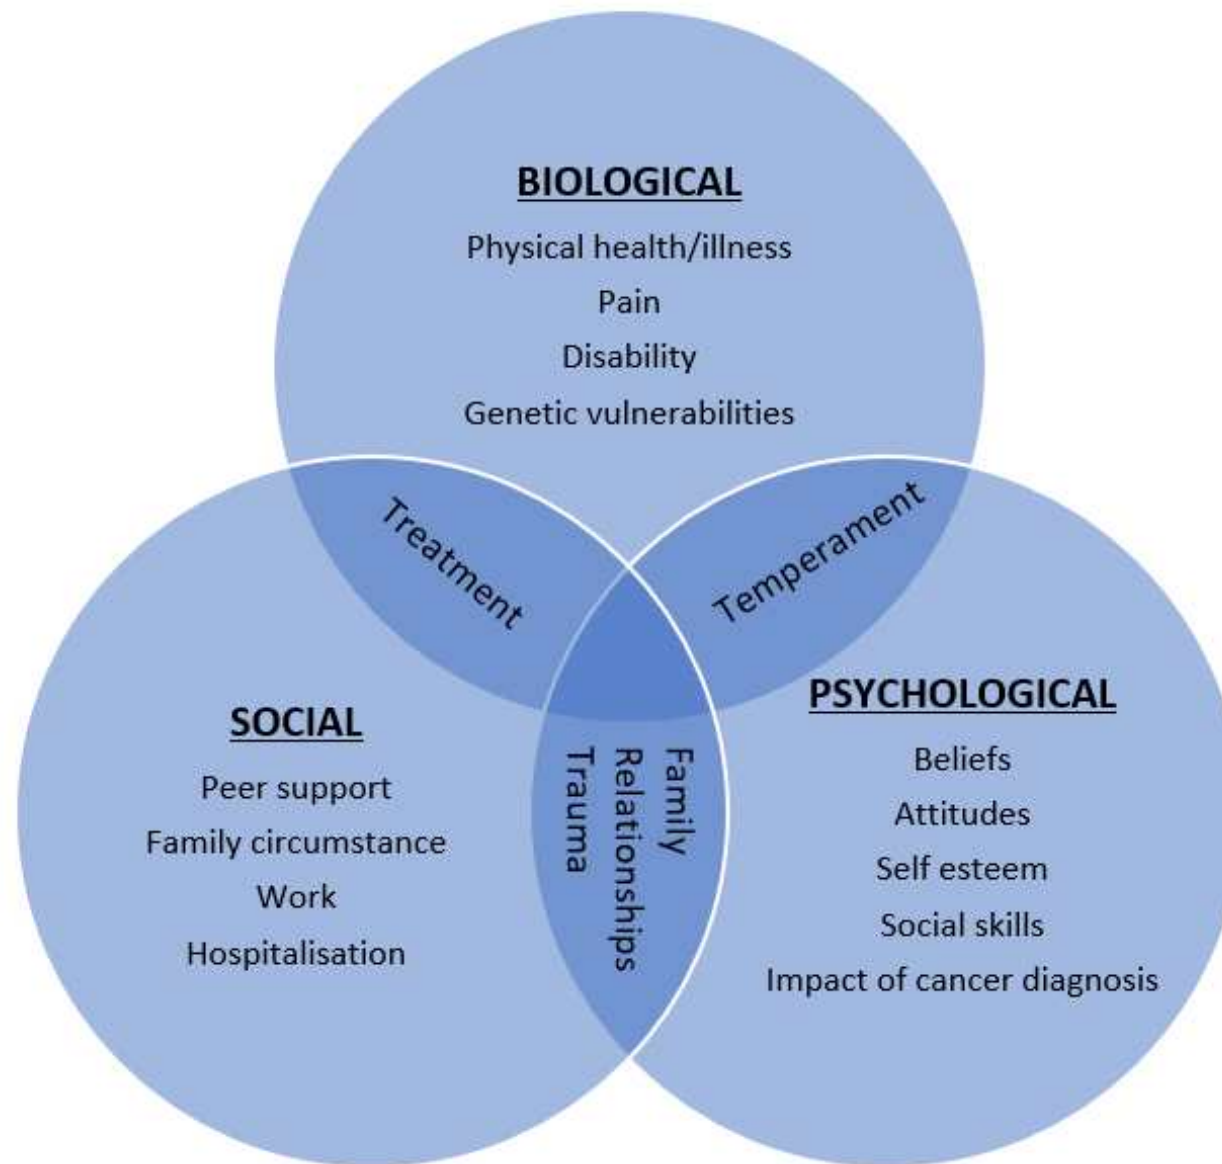 BIOLOGICAL
Physical health/illness
Pain
Disability
Genetic vulnerabilities
Treatment
Temperament
SOCIAL
Peer support
Family circumstance
Work
Hospitalisation
Family
Relationships
Trauma
PSYCHOLOGICAL
Beliefs
Attitudes
Self esteem
Social skills
Impact of cancer diagnosis